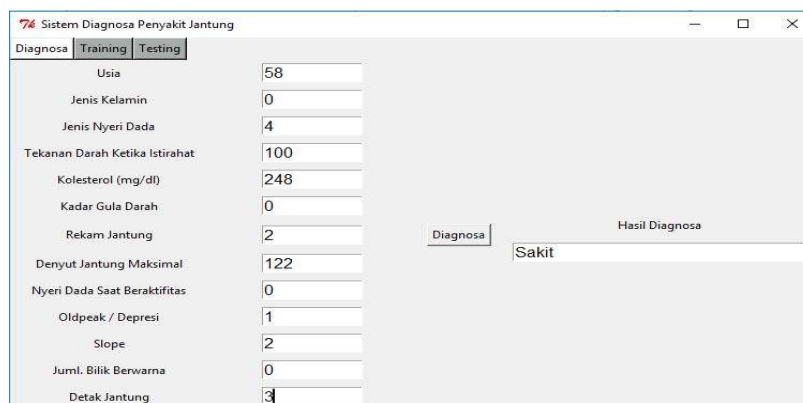 Sistem Diagnosa Penyakit Jantung
Diagnosa Training Testing
Usia 58
Jenis Kelamin 0
Jenis Nyeri Dada 4
Tekanan Darah Ketika Istirahat 100
Kolesterol (mg/dl) 248
Kadar Gula Darah 0
Rekam Jantung 2
Denyut Jantung Maksimal 122
Nyeri Dada Saat Beraktifitas 0
Oldpeak / Depresi 1
Slope 2
Juml. Bilik Berwarna 0
Detak Jantung 3
Diagnosa
Hasil Diagnosa
Sakit